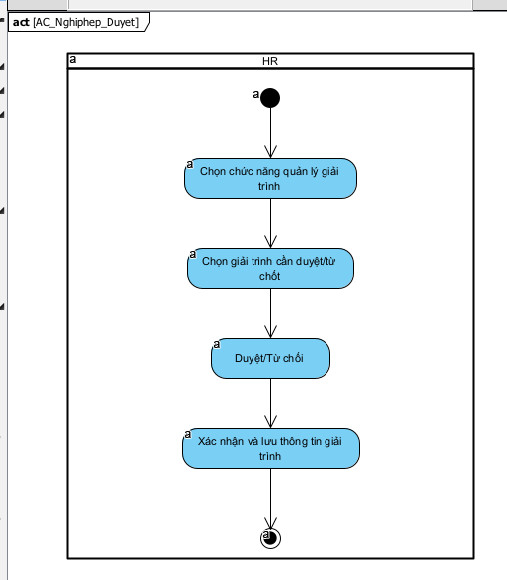 act [AC_Nghiphep_Duyet]
a
HR
a
a
Chọn chức năng quản lý giải
trình
a
Chọn giải trình cần duyệt/từ
chốt
a
Duyệt/Từ chối
a
Xác nhận và lưu thông tin giải
trình
a